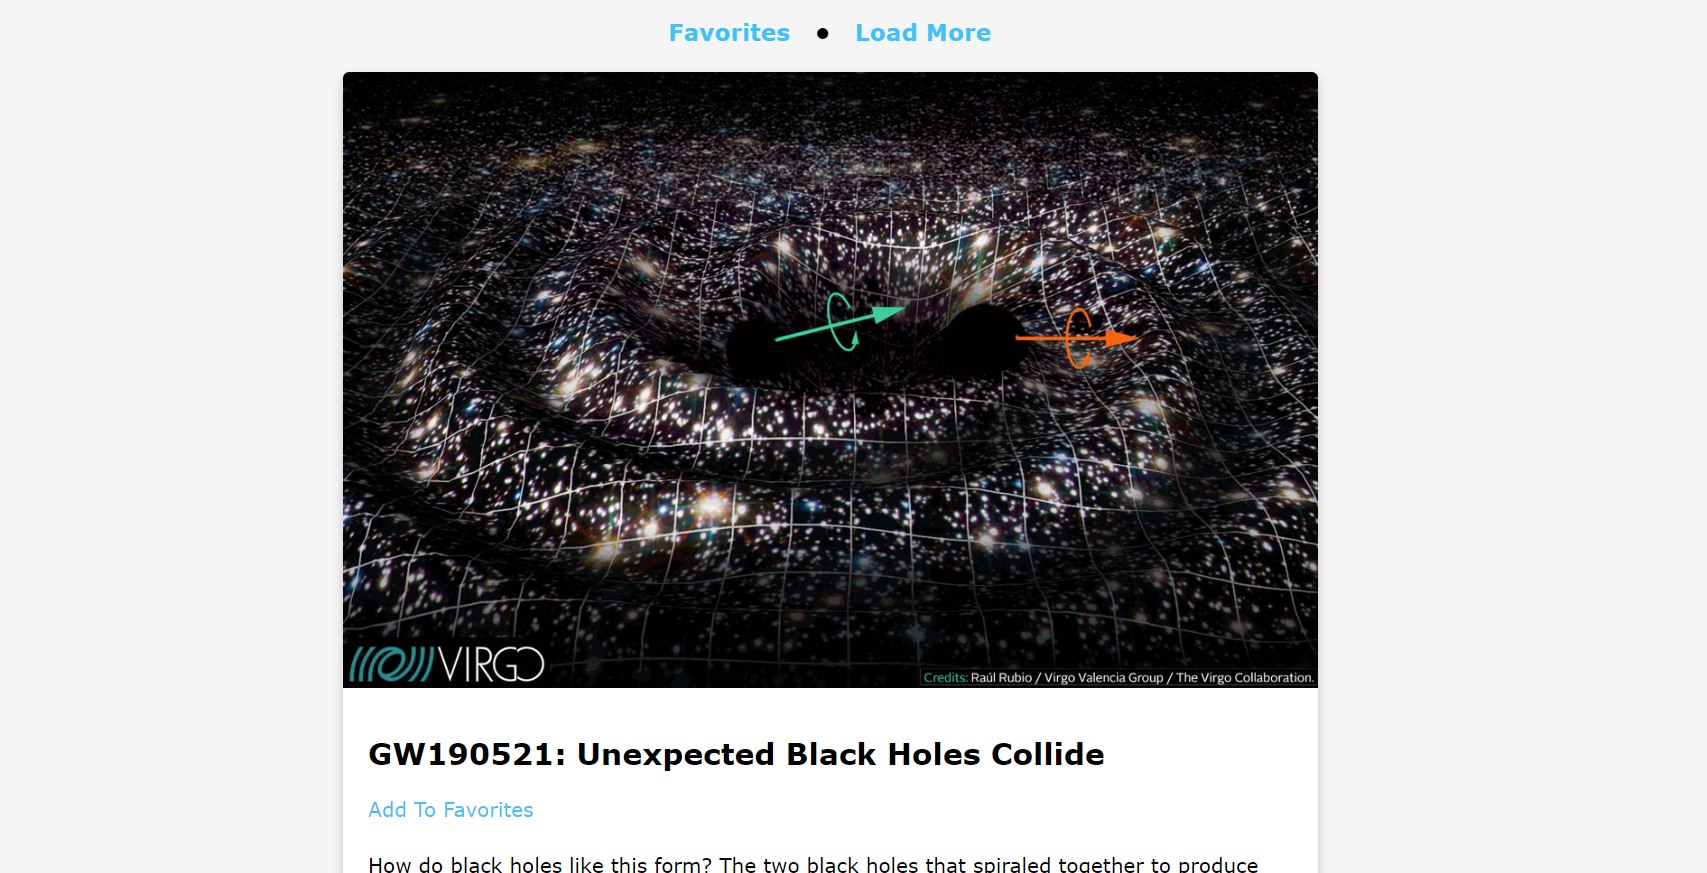 Favorites • Load More
VIRGO
Credits: Raúl Rubio / Virgo Valencia Group / The Virgo Collaboration.
GW190521: Unexpected Black Holes Collide
Add To Favorites
How do black holes like this form? The two black holes that spiraled together to produce